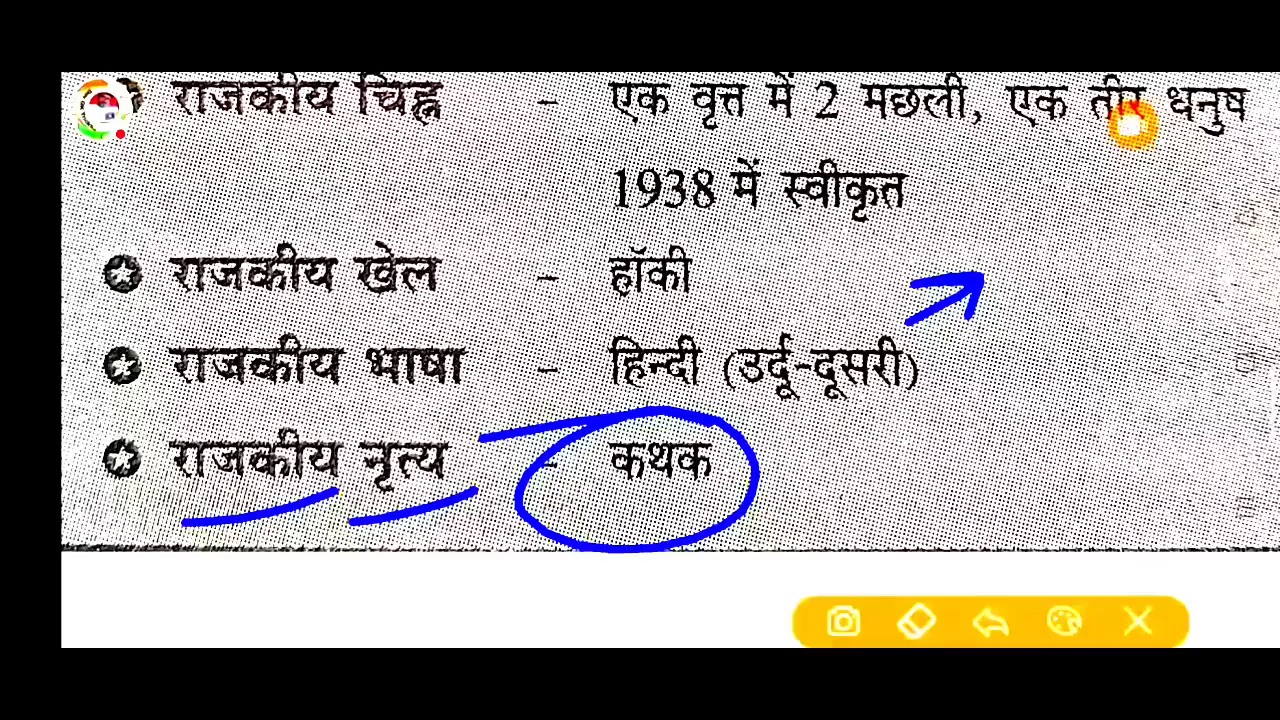 राजकीय चिह्न - एक वृत्त में 2 मछली, एक तीर धनुष
1938 में स्वीकृत
राजकीय खेल - हॉकी
राजकीय भाषा - हिन्दी (उर्दू-दूसरी)
राजकीय नृत्य - कथक